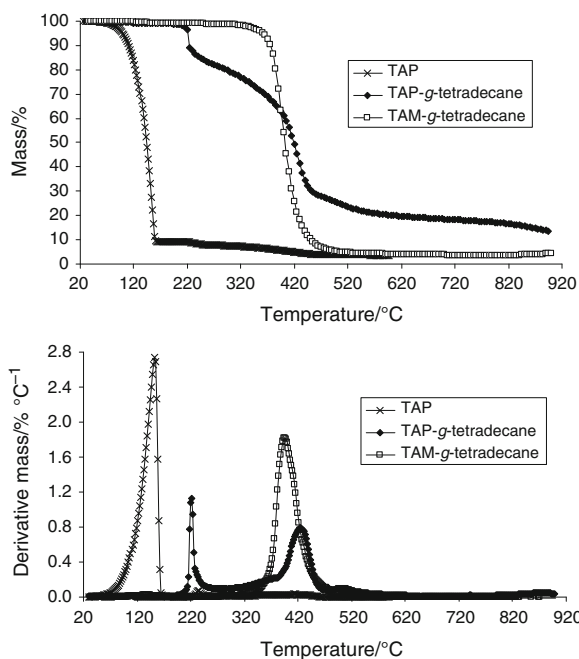 100
90
80
70
60
50
40
30
20
10
0
Mass/%
TAP
TAP-g-tetradecane
TAM-g-tetradecane
20 120 220 320 420 520 620 720 820 920
Temperature/°C
2.8
2.4
2.0
1.6
1.2
0.8
0.4
0.0
Derivative mass/% °C⁻¹
TAP
TAP-g-tetradecane
TAM-g-tetradecane
20 120 220 320 420 520 620 720 820 920
Temperature/°C